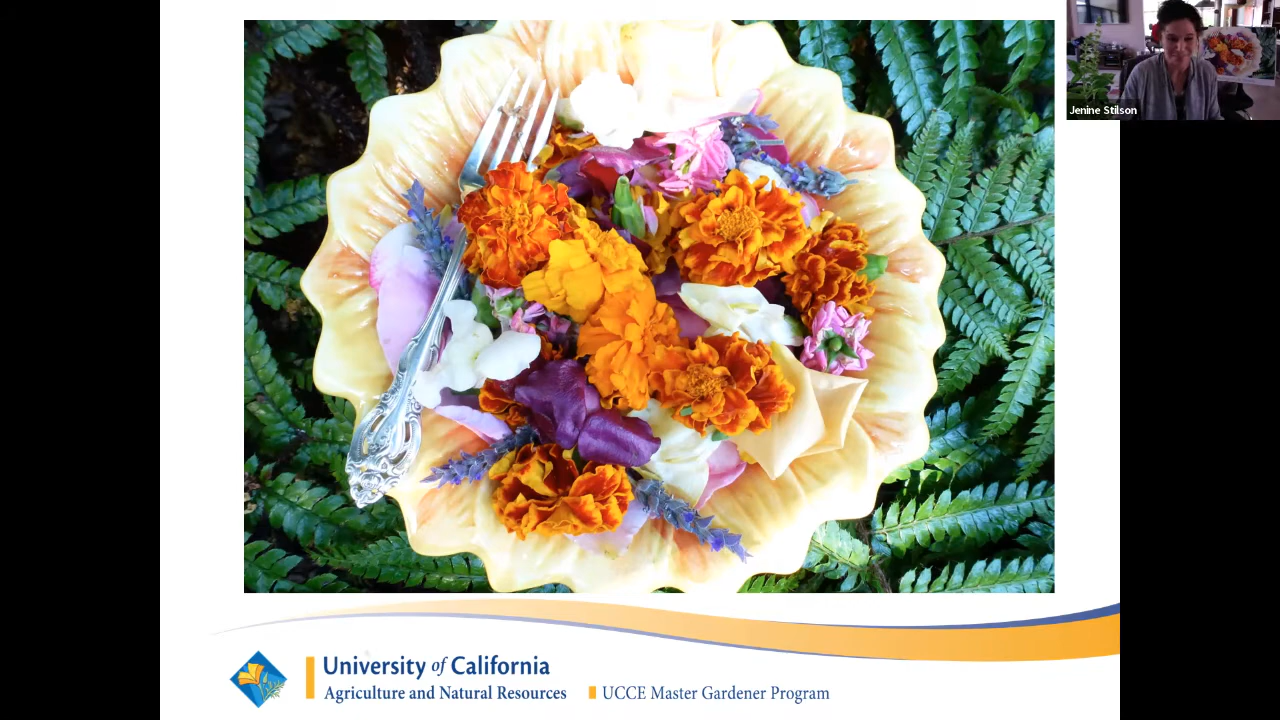 Jenine Stilson
University of California
Agriculture and Natural Resources
UCCE Master Gardener Program